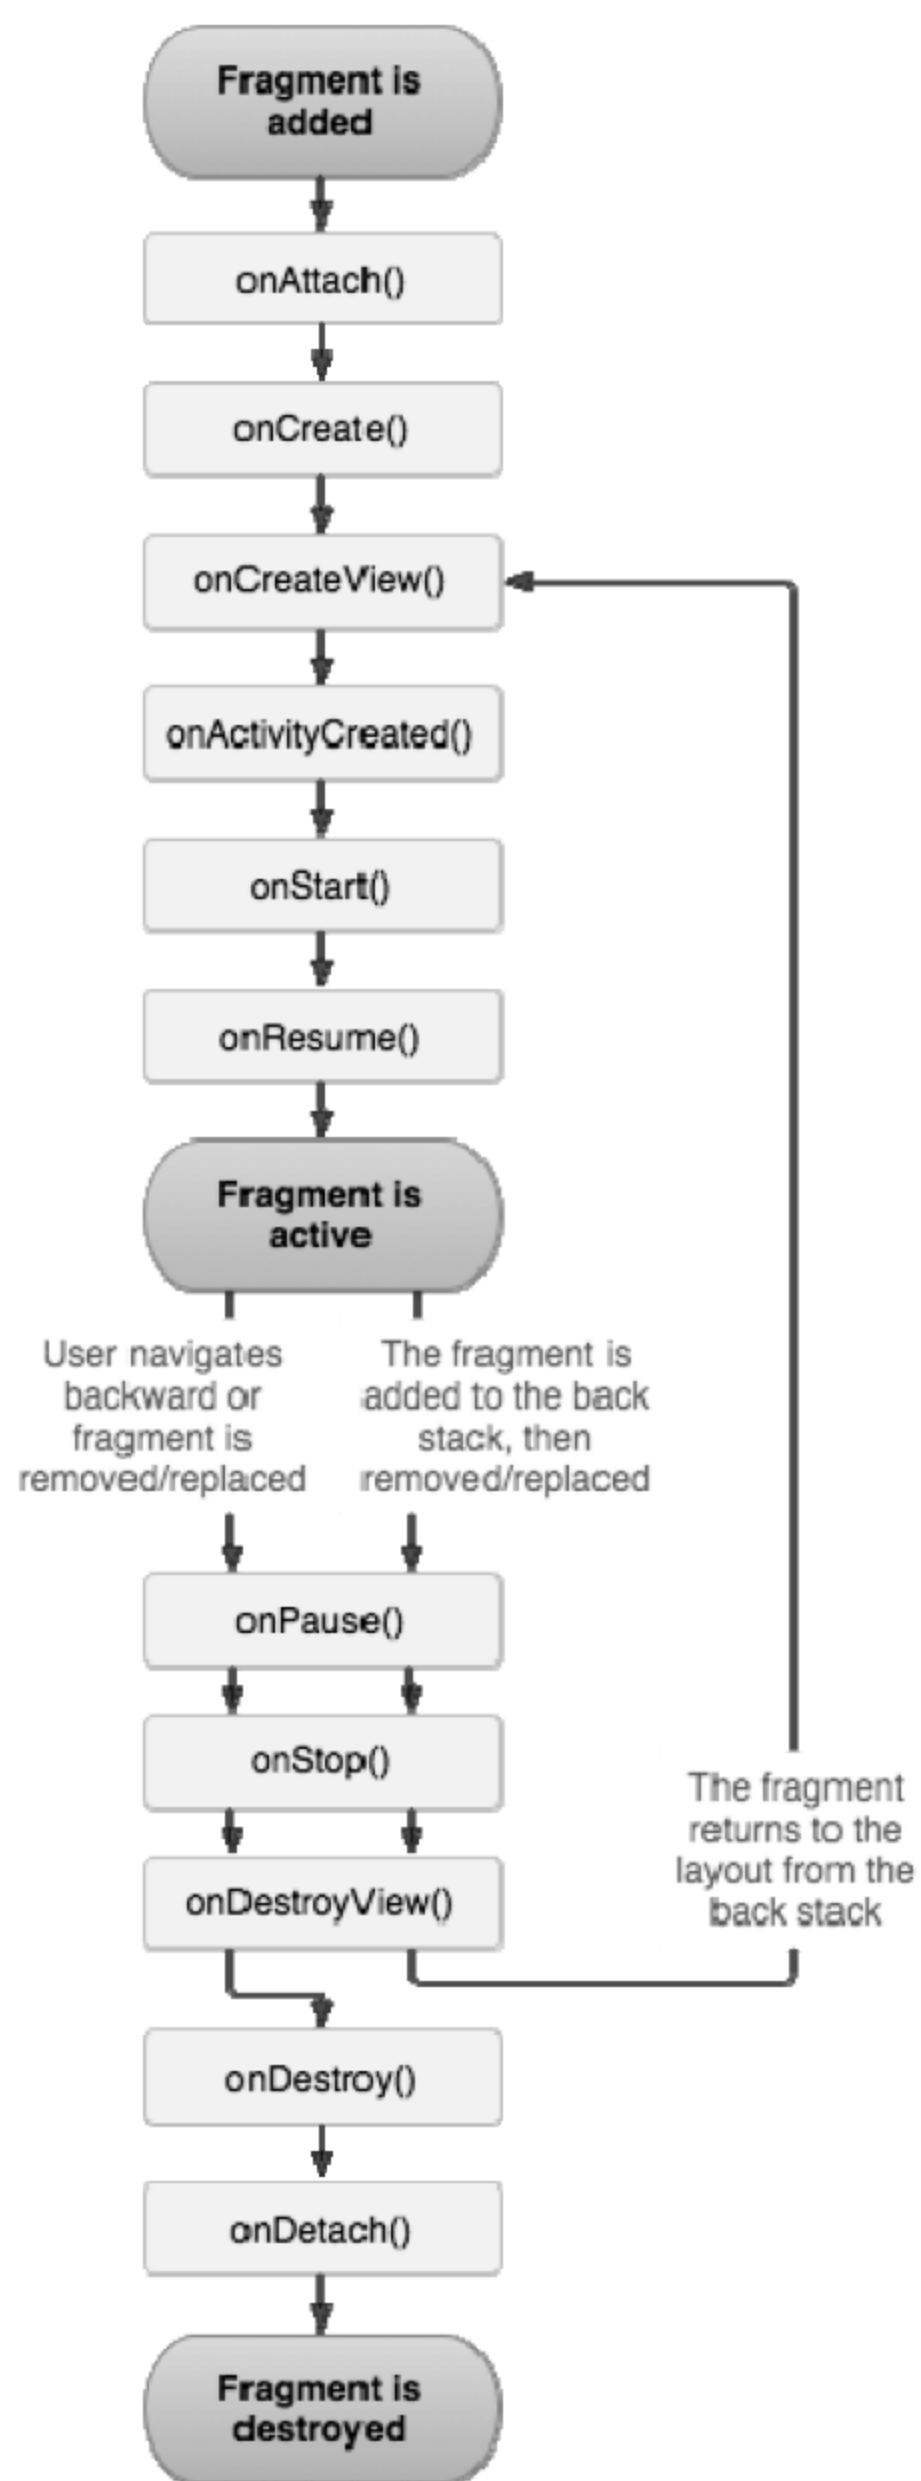 Fragment is
added
onAttach()
onCreate()
onCreateView()
onActivityCreated()
onStart()
onResume()
Fragment is
active
User navigates
backward or
fragment is
removed/replaced
The fragment is
added to the back
stack, then
removed/replaced
onPause()
onStop()
onDestroyView()
The fragment
returns to the
layout from the
back stack
onDestroy()
onDetach()
Fragment is
destroyed